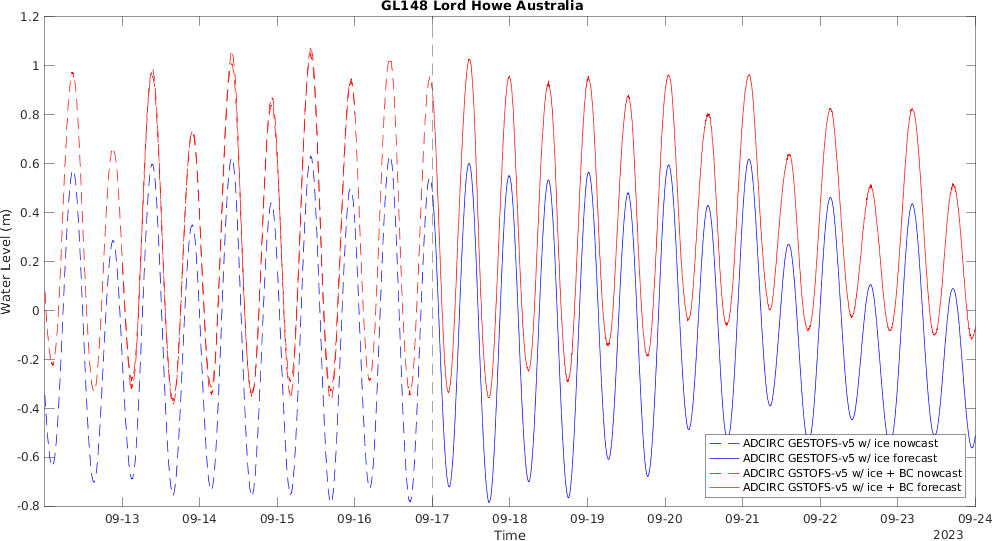 GL148 Lord Howe Australia
1.2
1
0.8
0.6
0.4
0.2
0
-0.2
-0.4
-0.6
-0.8
Water Level (m)
ADCIRC GESTOFS-v5 w/ ice nowcast
ADCIRC GESTOFS-v5 w/ ice forecast
ADCIRC GSTOFS-v5 w/ ice + BC nowcast
ADCIRC GSTOFS-v5 w/ ice + BC forecast
09-13 09-14 09-15 09-16 09-17 09-18 09-19 09-20 09-21 09-22 09-23 09-24
Time
2023